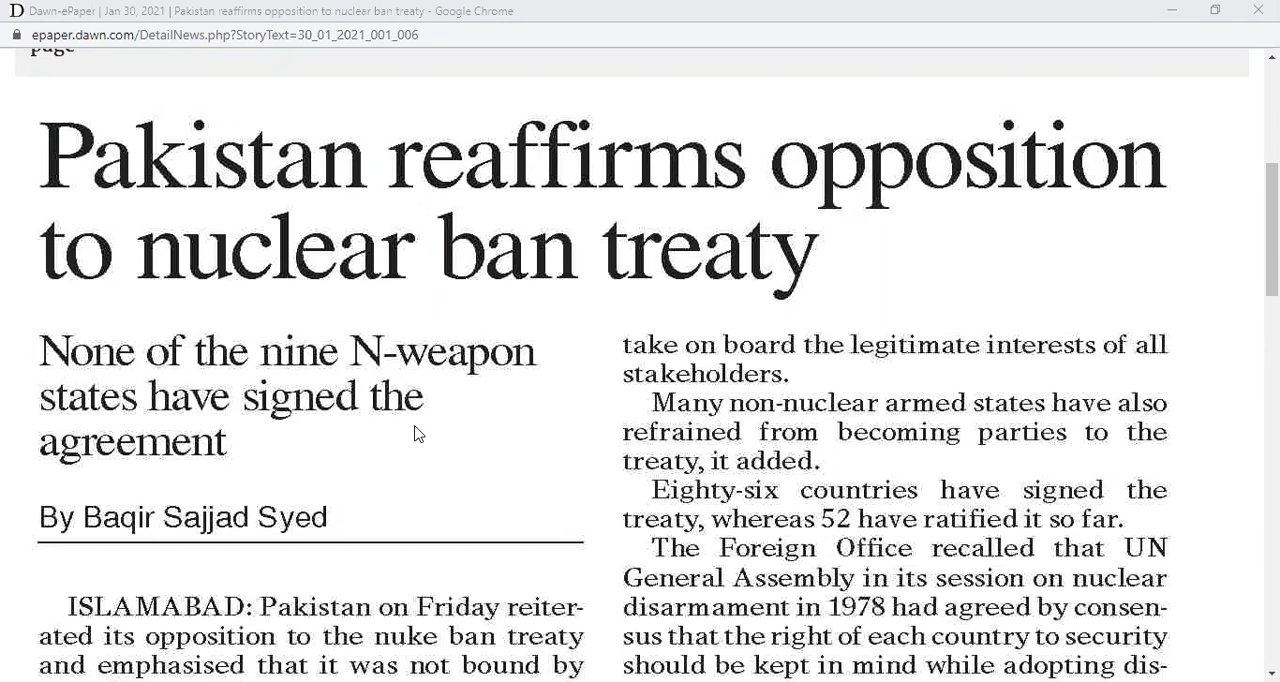 D Dawn-ePaper | Jan 30, 2021 | Pakistan reaffirms opposition to nuclear ban treaty - Google Chrome
epaper.dawn.com/DetailNews.php?StoryText=30_01_2021_001_006
page
Pakistan reaffirms opposition
to nuclear ban treaty
None of the nine N-weapon
states have signed the
agreement
By Baqir Sajjad Syed
ISLAMABAD: Pakistan on Friday reiter-
ated its opposition to the nuke ban treaty
and emphasised that it was not bound by
take on board the legitimate interests of all
stakeholders.
Many non-nuclear armed states have also
refrained from becoming parties to the
treaty, it added.
Eighty-six countries have signed the
treaty, whereas 52 have ratified it so far.
The Foreign Office recalled that UN
General Assembly in its session on nuclear
disarmament in 1978 had agreed by consen-
sus that the right of each country to security
should be kept in mind while adopting dis-